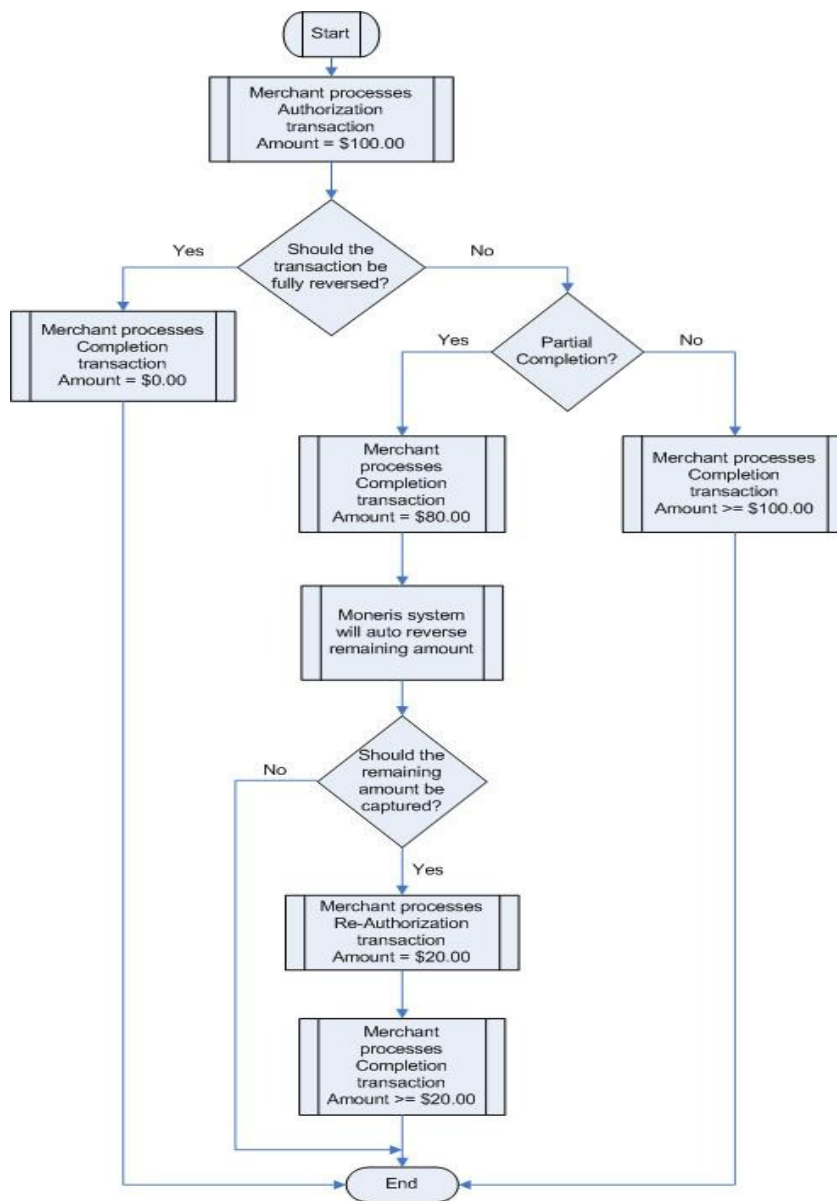 Start
Merchant processes
Authorization
transaction
Amount = $100.00
Yes
No
Should the
transaction be
fully reversed?
Merchant processes
Completion
transaction
Amount = $0.00
Yes
Partial
Completion?
No
Merchant
processes
Completion
transaction
Amount = $80.00
Merchant processes
Completion
transaction
Amount >= $100.00
Moneris system
will auto reverse
remaining amount
No
Should the
remaining
amount be
captured?
Yes
Merchant processes
Re-Authorization
transaction
Amount = $20.00
Merchant
processes
Completion
transaction
Amount >= $20.00
End